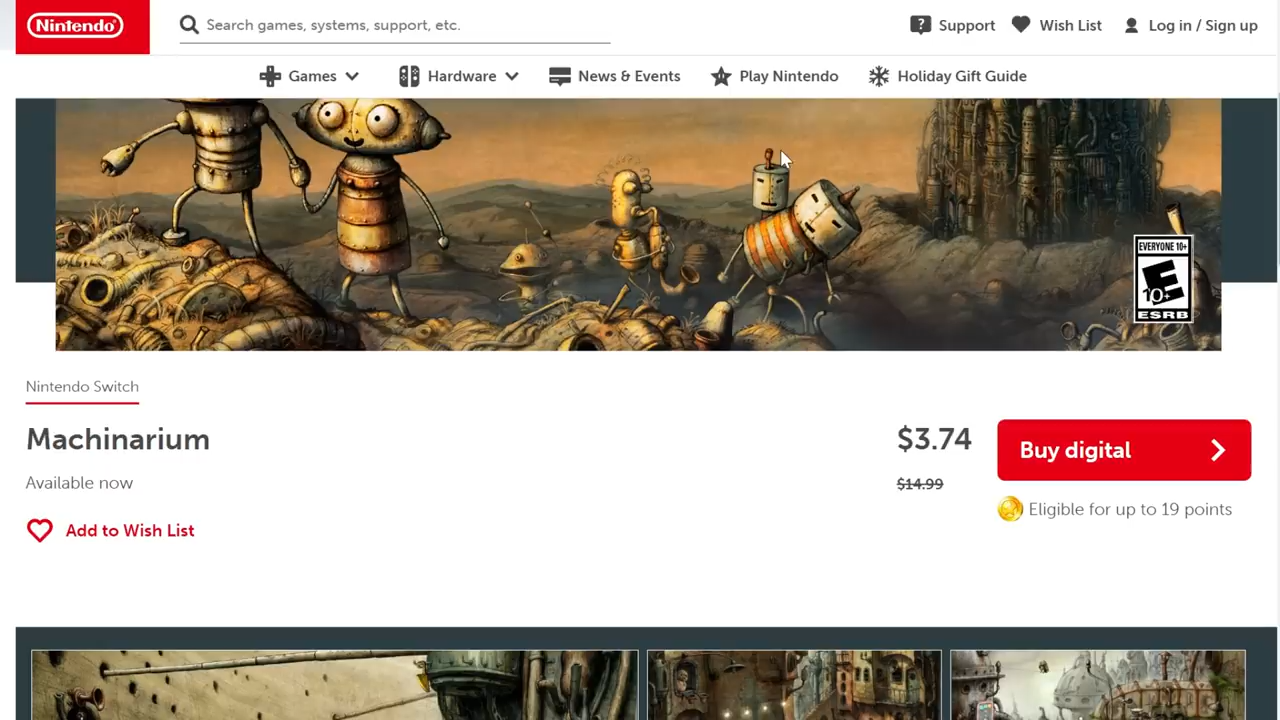 Nintendo
Search games, systems, support, etc.
Support
Wish List
Log in / Sign up
Games
Hardware
News & Events
Play Nintendo
Holiday Gift Guide
EVERYONE 10+
E
10+
ESRB
Nintendo Switch
Machinarium
$3.74
Buy digital
Available now
$14.99
Eligible for up to 19 points
Add to Wish List